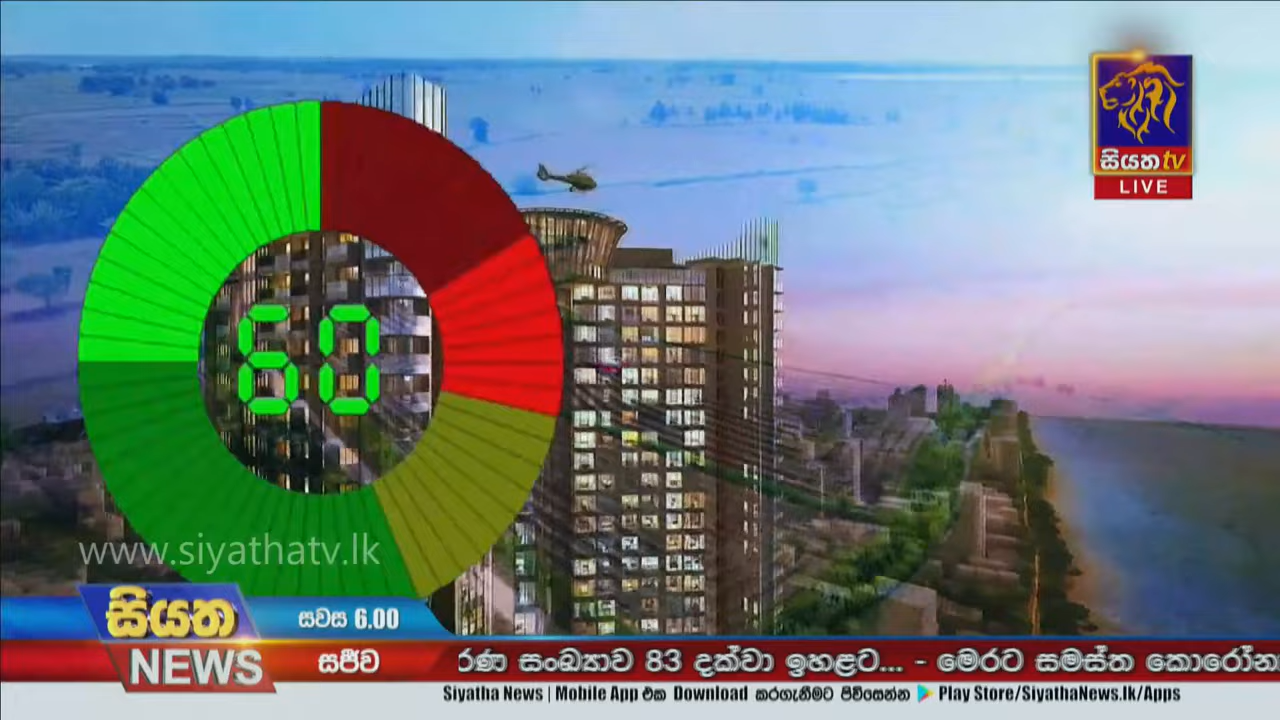 සියත tv
LIVE
60
www.siyathatv.lk
සියත
NEWS
සවස 6.00
සජීව
රණ සංඛ්‍යාව 83 දක්වා ඉහළට... - මෙරට සමස්ත කොරෝනා
Siyatha News | Mobile App එක Download කරගැනීමට පිවිසෙන්න Play Store/SiyathaNews.lk/Apps